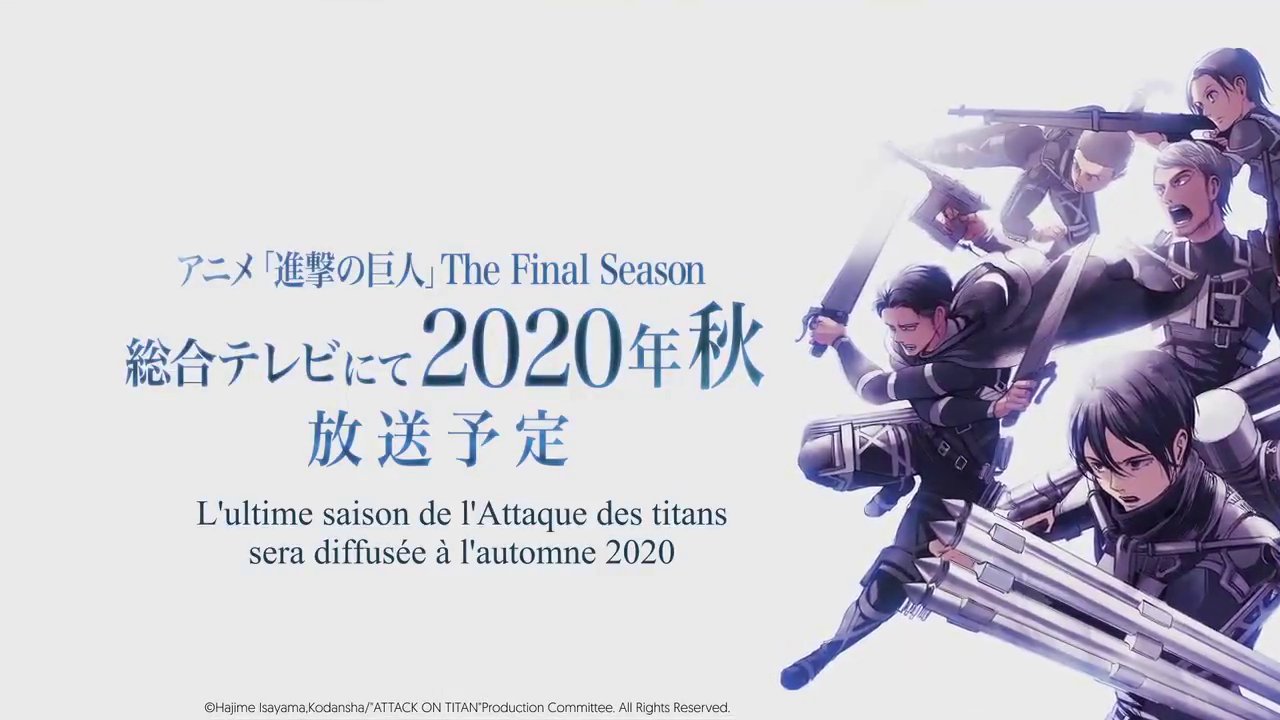 アニメ「進撃の巨人」The Final Season
総合テレビにて2020年秋
放送予定
L'ultime saison de l'Attaque des titans
sera diffusée à l'automne 2020
©Hajime Isayama,Kodansha/"ATTACK ON TITAN"Production Committee. All Rights Reserved.